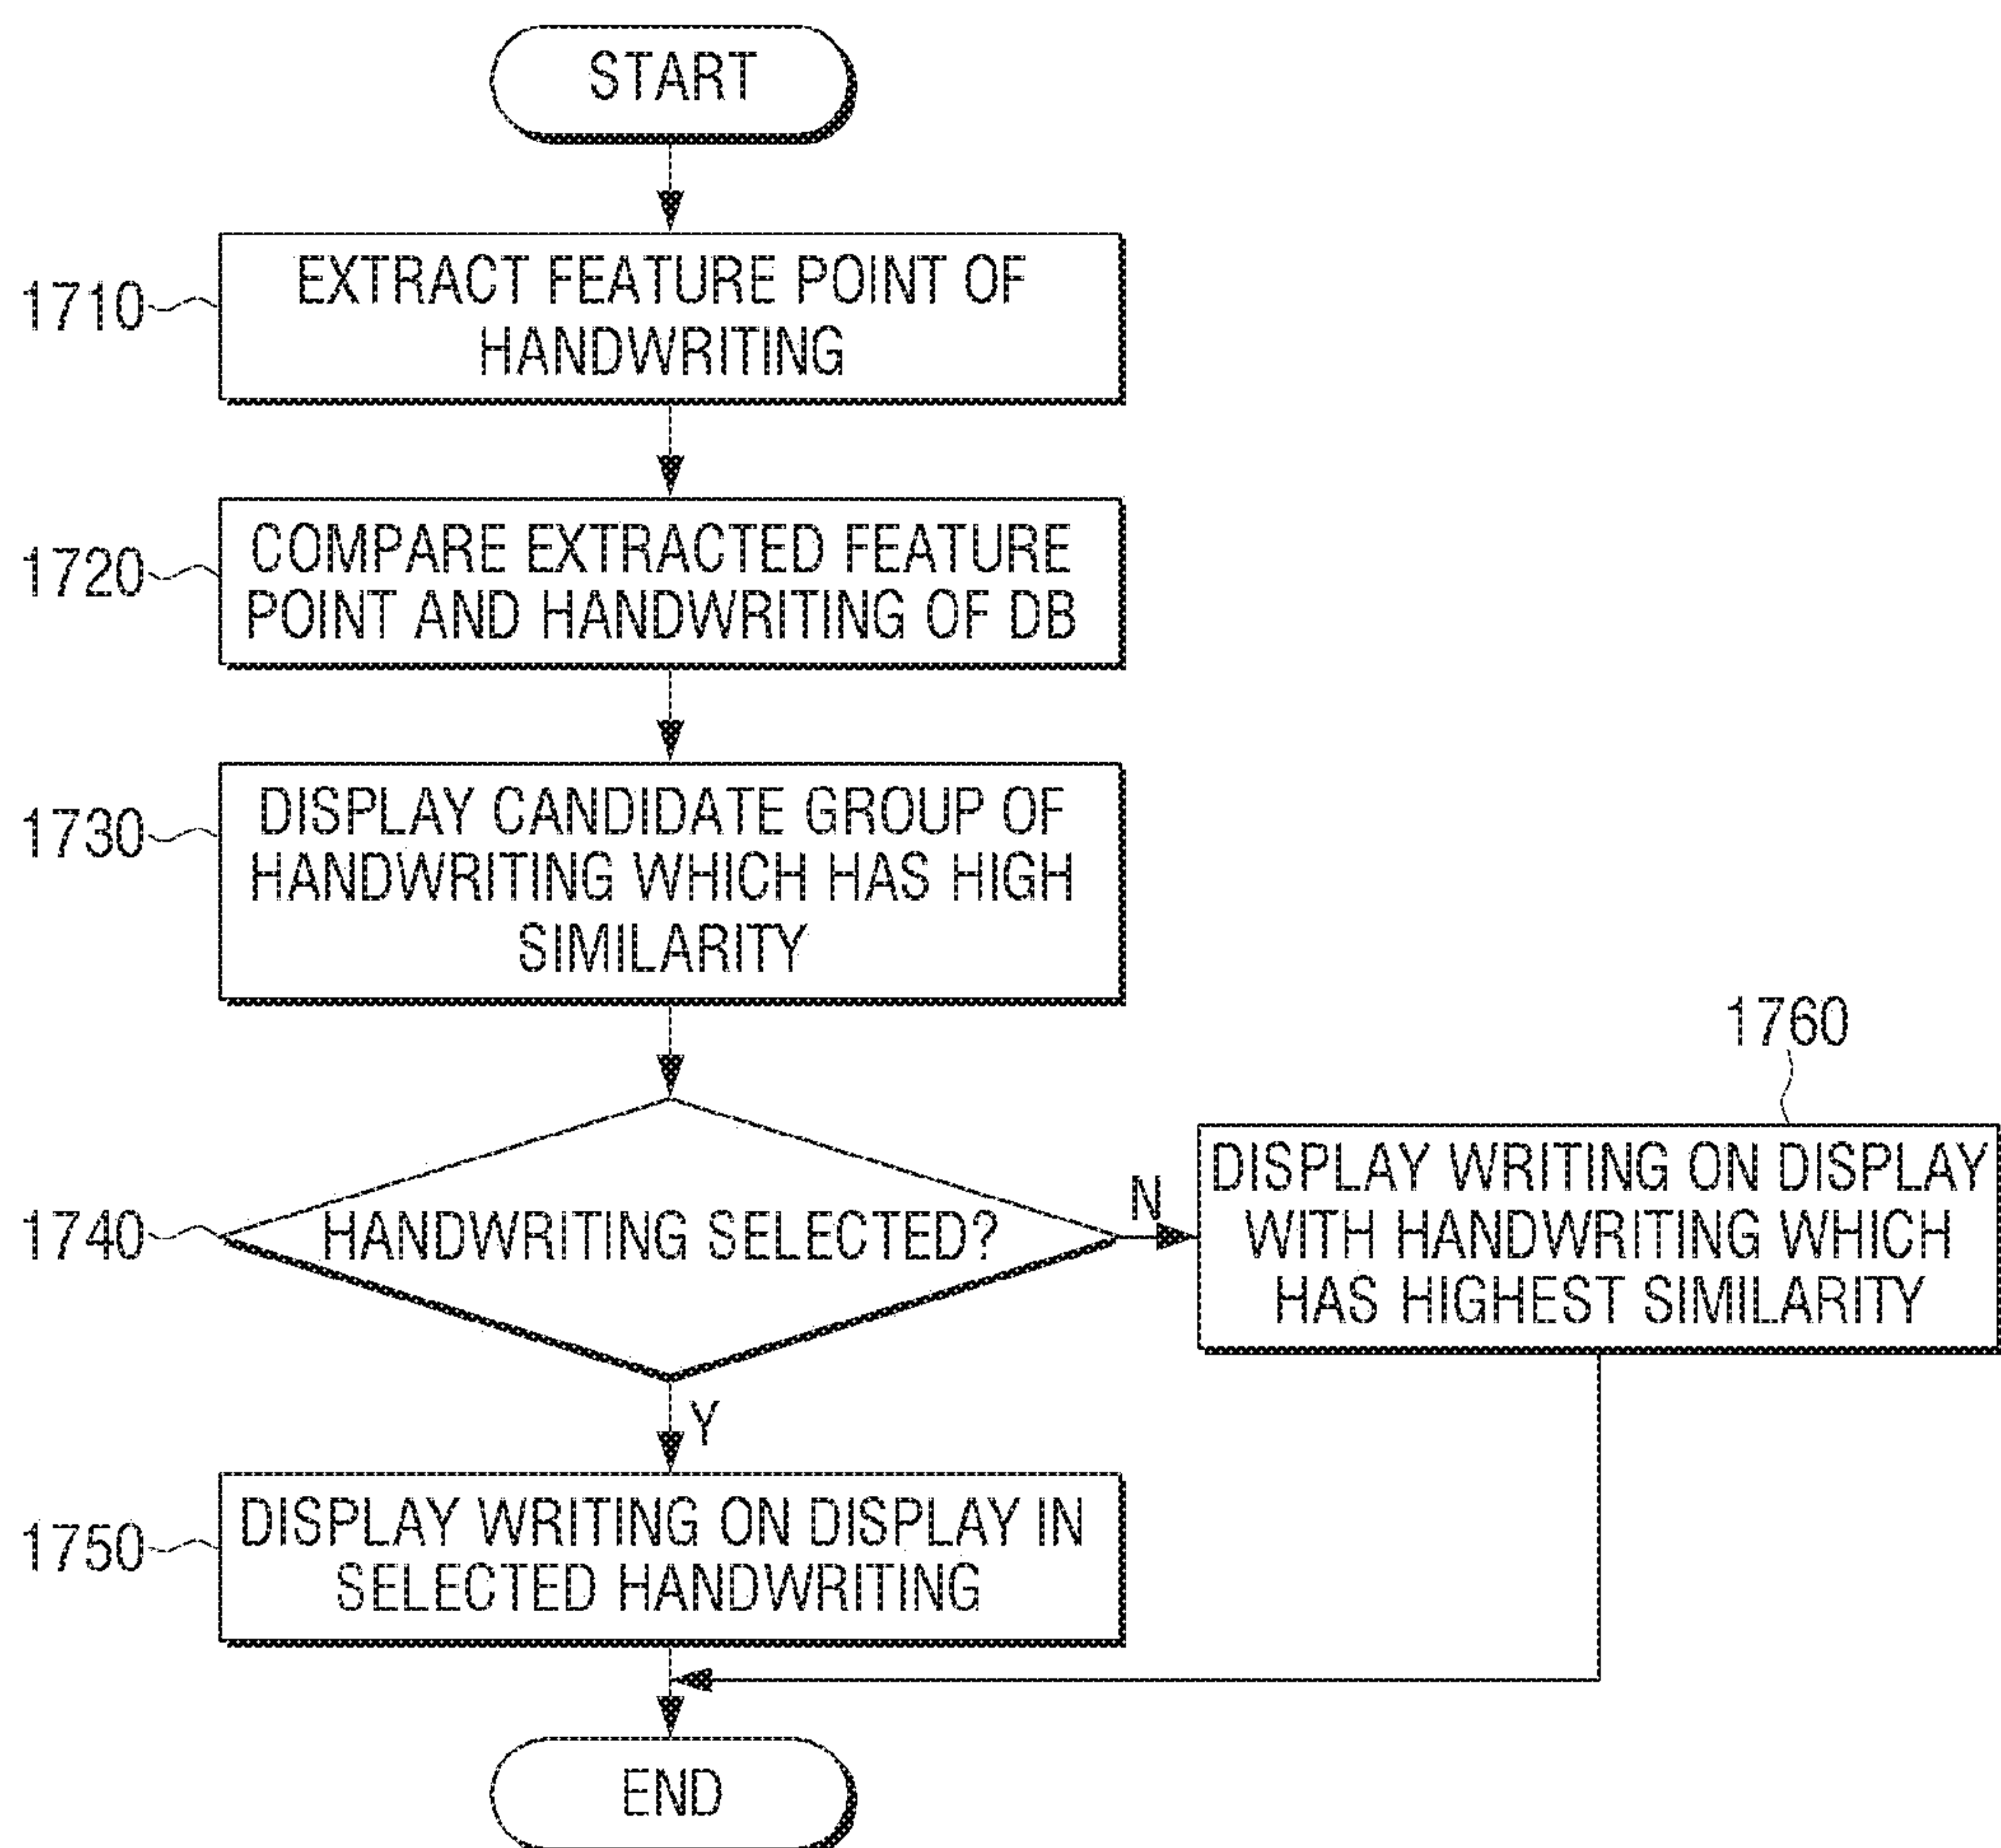 START
1710
EXTRACT FEATURE POINT OF
HANDWRITING
1720
COMPARE EXTRACTED FEATURE
POINT AND HANDWRITING OF DB
1730
DISPLAY CANDIDATE GROUP OF
HANDWRITING WHICH HAS HIGH
SIMILARITY
1740
HANDWRITING SELECTED?
N
1760
DISPLAY WRITING ON DISPLAY
WITH HANDWRITING WHICH
HAS HIGHEST SIMILARITY
Y
1750
DISPLAY WRITING ON DISPLAY IN
SELECTED HANDWRITING
END